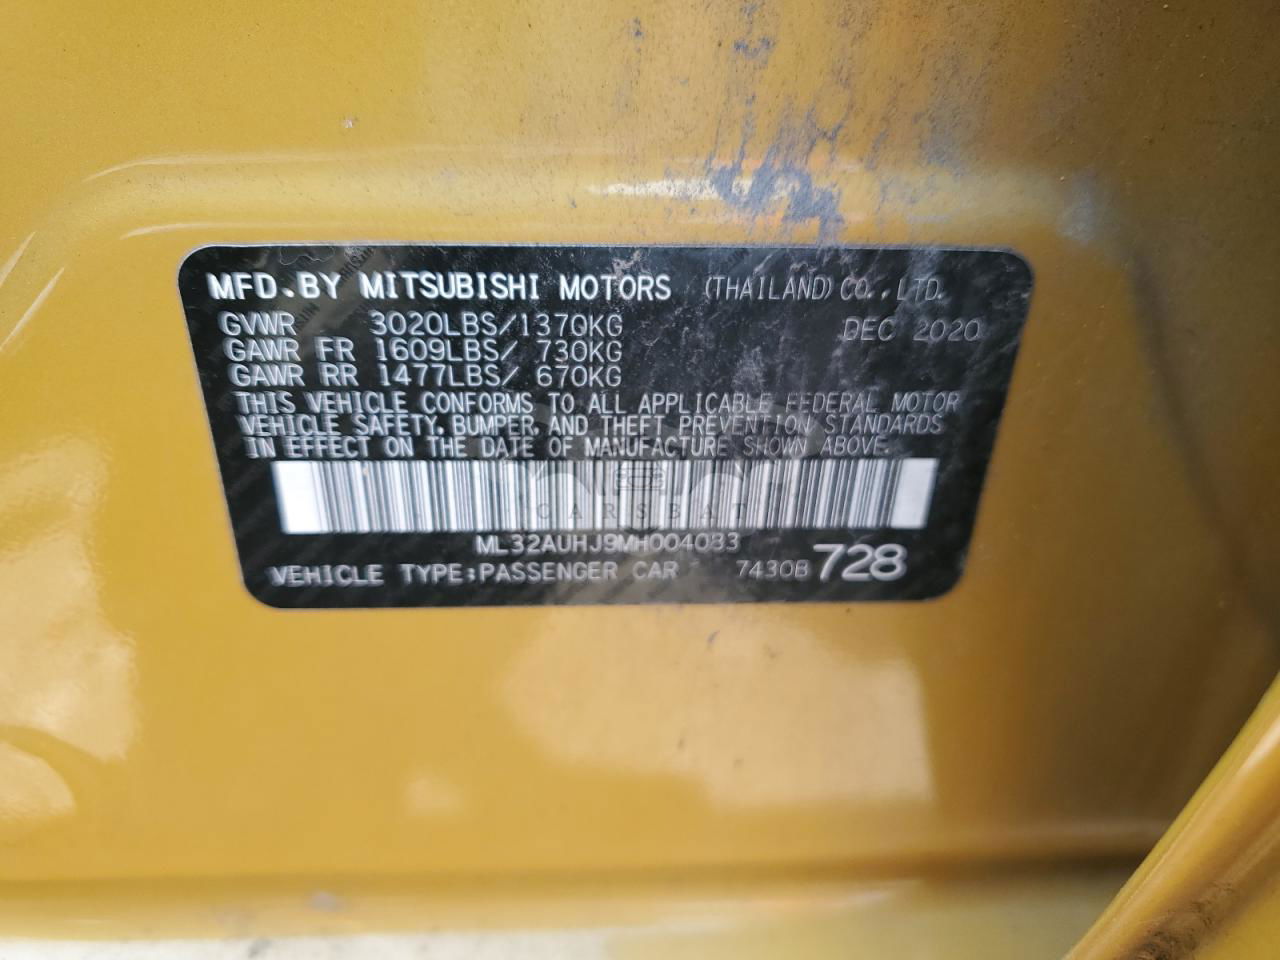 MFD.BY MITSUBISHI MOTORS (THAILAND)CO.,LTD.
GVWR 3020LBS/1370KG DEC 2020
GAWR FR 1609LBS/ 730KG
GAWR RR 1477LBS/ 670KG
THIS VEHICLE CONFORMS TO ALL APPLICABLE FEDERAL MOTOR
VEHICLE SAFETY, BUMPER, AND THEFT PREVENTION STANDARDS
IN EFFECT ON THE DATE OF MANUFACTURE SHOWN ABOVE.
CARSBAT
ML32AUHJ9MH004083
VEHICLE TYPE:PASSENGER CAR 7430B 728